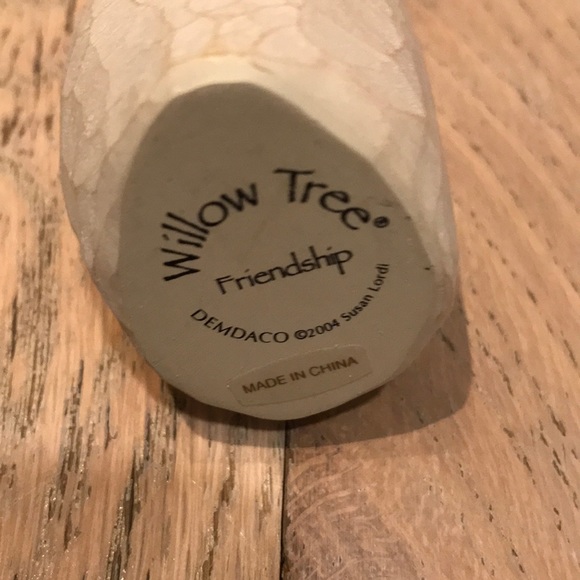 Willow Tree®
Friendship
DEMDACO ©2004 Susan Lordi
MADE IN CHINA